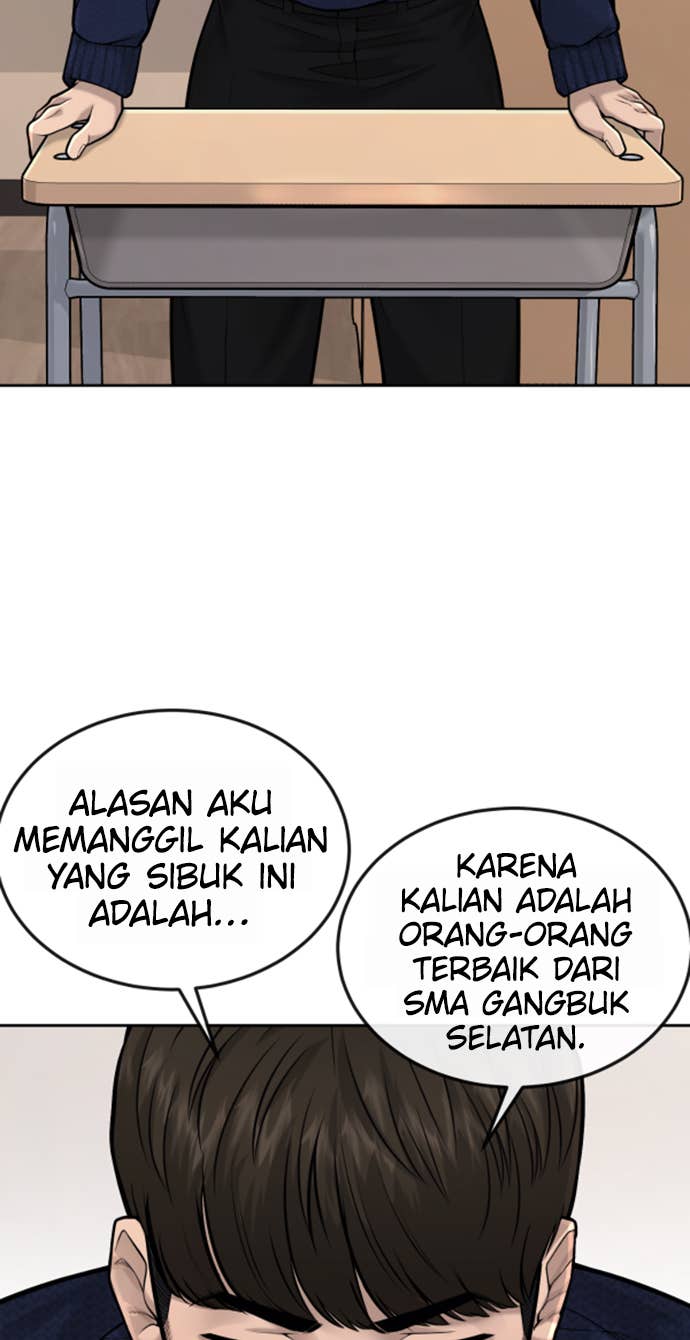 ALASAN AKU
MEMANGGIL KALIAN
YANG SIBUK INI
ADALAH...
KARENA
KALIAN ADALAH
ORANG-ORANG
TERBAIK DARI
SMA GANGBUK
SELATAN.